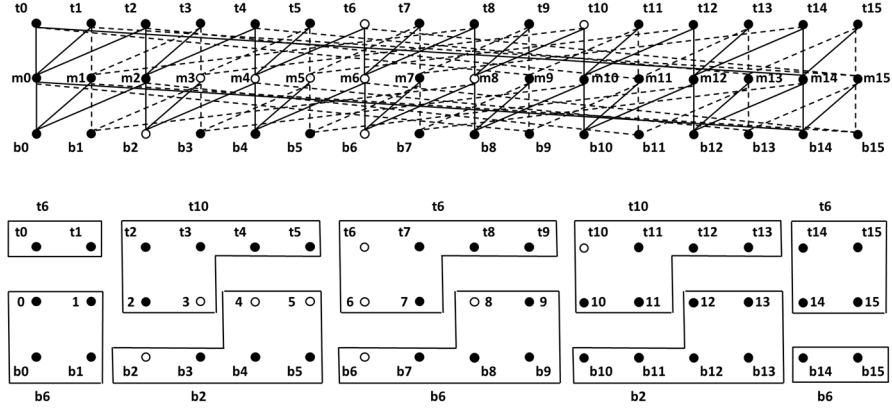 t0 t1 t2 t3 t4 t5 t6 t7 t8 t9 t10 t11 t12 t13 t14 t15
m0 m1 m2 m3 m4 m5 m6 m7 m8 m9 m10 m11 m12 m13 m14 m15
b0 b1 b2 b3 b4 b5 b6 b7 b8 b9 b10 b11 b12 b13 b14 b15
t6 t10 t6 t10 t6
t0 t1 t2 t3 t4 t5 t6 t7 t8 t9 t10 t11 t12 t13 t14 t15
0 1 2 3 4 5 6 7 8 9 10 11 12 13 14 15
b0 b1 b2 b3 b4 b5 b6 b7 b8 b9 b10 b11 b12 b13 b14 b15
b6 b2 b6 b2 b6